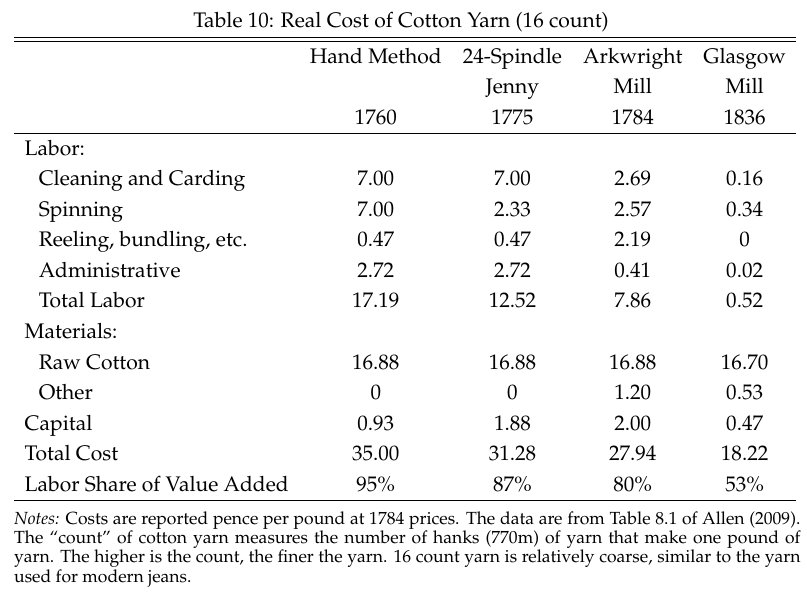 Table 10: Real Cost of Cotton Yarn (16 count)
Hand Method 24-Spindle Arkwright Glasgow
Jenny Mill Mill
1760 1775 1784 1836
Labor:
Cleaning and Carding 7.00 7.00 2.69 0.16
Spinning 7.00 2.33 2.57 0.34
Reeling, bundling, etc. 0.47 0.47 2.19 0
Administrative 2.72 2.72 0.41 0.02
Total Labor 17.19 12.52 7.86 0.52
Materials:
Raw Cotton 16.88 16.88 16.88 16.70
Other 0 0 1.20 0.53
Capital 0.93 1.88 2.00 0.47
Total Cost 35.00 31.28 27.94 18.22
Labor Share of Value Added 95% 87% 80% 53%
Notes: Costs are reported pence per pound at 1784 prices. The data are from Table 8.1 of Allen (2009).
The “count” of cotton yarn measures the number of hanks (770m) of yarn that make one pound of
yarn. The higher is the count, the finer the yarn. 16 count yarn is relatively coarse, similar to the yarn
used for modern jeans.